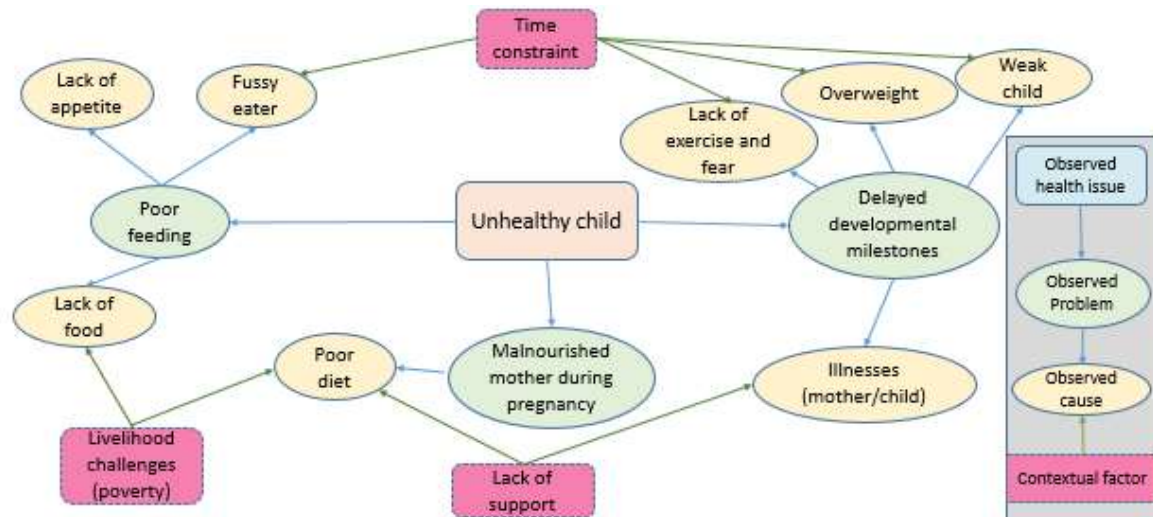 Time
constraint
Lack of
appetite
Fussy
eater
Overweight
Weak
child
Lack of
exercise and
fear
Observed
health issue
Poor
feeding
Unhealthy child
Delayed
developmental
milestones
Observed
Problem
Lack of
food
Poor
diet
Malnourished
mother during
pregnancy
Illnesses
(mother/child)
Observed
cause
Livelihood
challenges
(poverty)
Lack of
support
Contextual factor